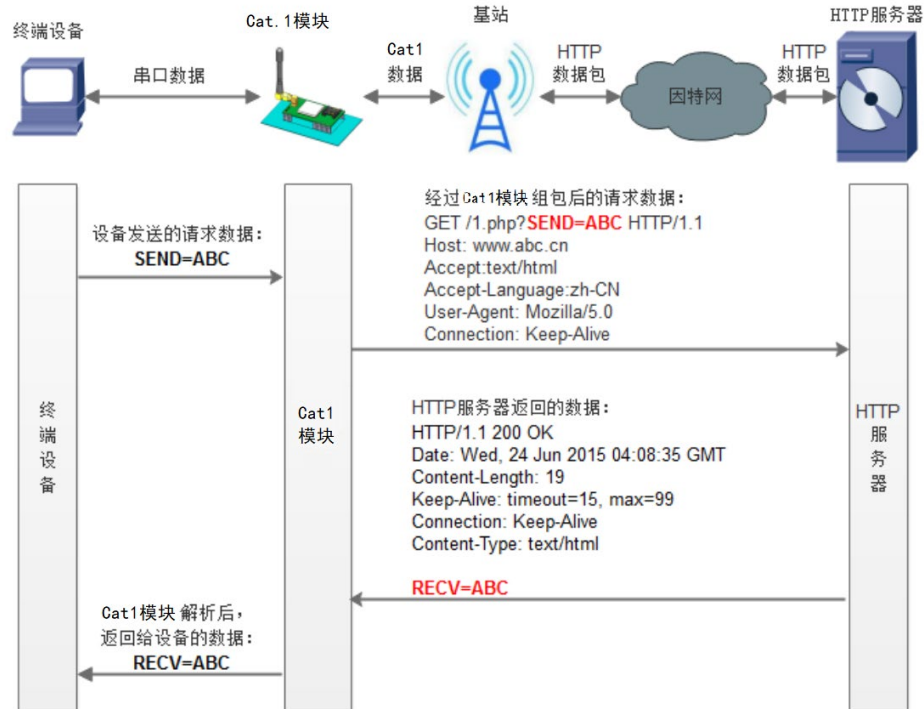 终端设备
Cat.1模块
基站
HTTP服务器
串口数据
Cat1
数据
HTTP
数据包
因特网
HTTP
数据包
设备发送的请求数据:
SEND=ABC
经过Cat1模块 组包后的请求数据:
GET /1.php?SEND=ABC HTTP/1.1
Host: www.abc.cn
Accept:text/html
Accept-Language:zh-CN
User-Agent: Mozilla/5.0
Connection: Keep-Alive
终
端
设
备
Cat1
模块
HTTP
服
务
器
HTTP服务器返回的数据:
HTTP/1.1 200 OK
Date: Wed, 24 Jun 2015 04:08:35 GMT
Content-Length: 19
Keep-Alive: timeout=15, max=99
Connection: Keep-Alive
Content-Type: text/html
RECV=ABC
Cat1模块 解析后,
返回给设备的数据:
RECV=ABC